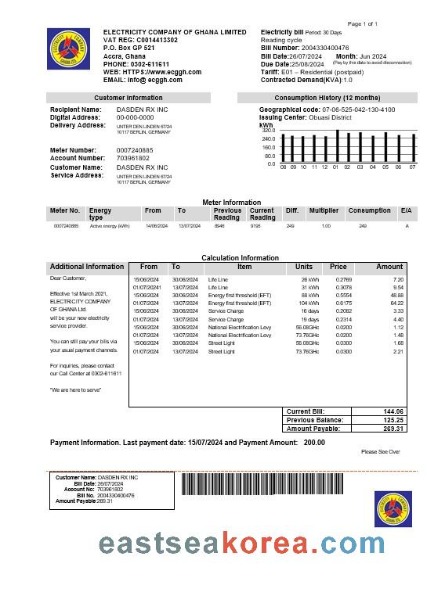 Page 1 of 1
ELECTRICITY COMPANY OF GHANA LIMITED
VAT REG: C0014413302
P.O. Box GP 521
Accra, Ghana
PHONE: 0302-611611
WEB: HTTPS://www.ecggh.com
EMAIL: info@ ecggh.com
Electricity bill Period: 30 Days
Reading cycle
Bill Number: 2004330400476
Bill Date:26/07/2024 Month: Jun 2024
Due Date:25/08/2024 (Pay by this date to avoid disconnection)
Tariff: E01 – Residential (postpaid)
Contracted Demand(KVA) 1.0
Customer Information
Recipient Name: DASDEN RX INC
Digital Address: 00-000-0000
Delivery Address: UNTER DEN LINDEN 8724
10117 BERLIN, GERMANY
Meter Number: 0007240885
Account Number: 703961802
Customer Name: DASDEN RX INC
Service Address: UNTER DEN LINDEN 8724
10117 BERLIN, GERMANY
Consumption History (12 months)
Geographical code: 07-06-525-042-130-4100
Issuing Center: Obuasi District
kWh
320.0
240.0
160.0
80.0
0.0
08 09 10 11 12 01 02 03 04 05 06 07
Meter Information
Meter No. Energy type From To Previous Reading Current Reading Diff. Multiplier Consumption E/A
0007240885 Active energy (kWh) 14/06/2024 13/07/2024 249 1.00 249 A
Calculation Information
Additional Information From To Item Units Price Amount
Dear Customer,
Effective 1st March 2021,
ELECTRICITY COMPANY
OF GHANA Ltd
will be your new electricity
service provider.
You can still pay your bills via
your usual payment channels
For inquiries, please contact
our Call Center at 0302-611611
"We are here to serve"
15/06/2024 30/06/2024 Life Line 26 kWh 0.2769 7.20
01/07/20241 13/07/2024 Life Line 31 kWh 0.3078 9.54
15/06/2024 30/06/2024 Energy first threshold (EFT) 88 kWh 0.5554 48.88
01/07/2024 13/07/2024 Energy first threshold (EFT) 104 kWh 0.6175 64.22
15/06/2024 30/06/2024 Service Charge 16 days 0.2082 3.33
01/07/2024 13/07/2024 Service Charge 19 days 0.2314 4.40
15/06/2024 30/06/2024 National Electrification Levy 0.0200 1.12
01/07/2024 13/07/2024 National Electrification Levy 0.0200 1.48
15/06/2024 30/06/2024 Street Light 0.0300 1.68
01/07/2024 13/07/2024 Street Light 0.0300 2.21
Current Bill: 144.06
Previous Balance: 125.25
Amount Payable: 269.31
Payment Information. Last payment date: 15/07/2024 and Payment Amount: 200.00
Please See Over
Customer Name: DASDEN RX INC
Bill Date: 26/07/2024
Account No: 703961802
Bill No. 2004330400476
Amount Payable:269.31
eastseakorea.com